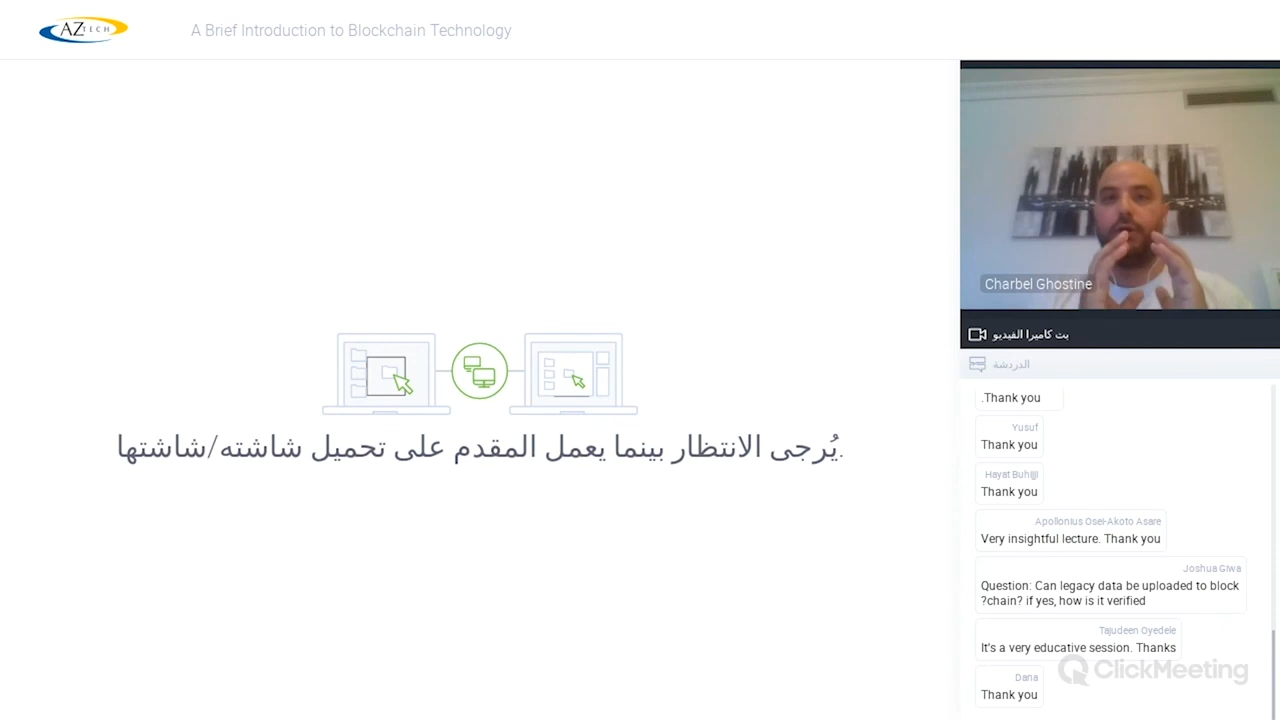 AZTECH
A Brief Introduction to Blockchain Technology
يُرجى الانتظار بينما يعمل المقدم على تحميل شاشته/شاشتها.
Charbel Ghostine
بث كاميرا الفيديو
الدردشة
.Thank you
Yusuf
Thank you
Hayat Buhijji
Thank you
Apollonius Osei-Akoto Asare
Very insightful lecture. Thank you
Joshua Giwa
Question: Can legacy data be uploaded to block
?chain? if yes, how is it verified
Tajudeen Oyedele
It's a very educative session. Thanks
Dana
Thank you
ClickMeeting